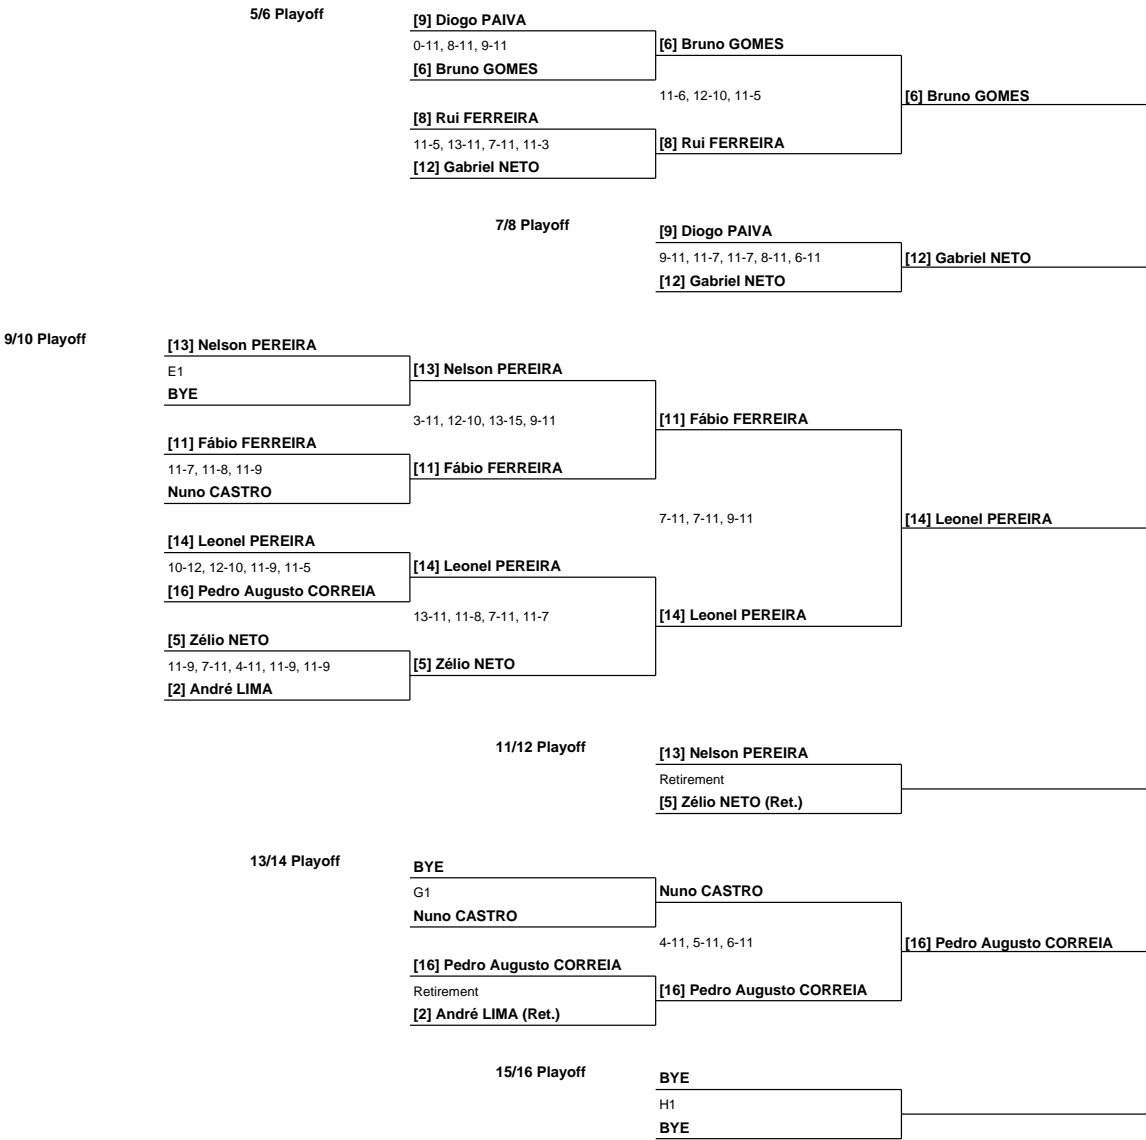 5/6 Playoff
[9] Diogo PAIVA
0-11, 8-11, 9-11
[6] Bruno GOMES
[6] Bruno GOMES
11-6, 12-10, 11-5
[6] Bruno GOMES
[8] Rui FERREIRA
11-5, 13-11, 7-11, 11-3
[8] Rui FERREIRA
[12] Gabriel NETO
7/8 Playoff
[9] Diogo PAIVA
9-11, 11-7, 11-7, 8-11, 6-11
[12] Gabriel NETO
[12] Gabriel NETO
9/10 Playoff
[13] Nelson PEREIRA
E1
[13] Nelson PEREIRA
BYE
3-11, 12-10, 13-15, 9-11
[11] Fábio FERREIRA
[11] Fábio FERREIRA
11-7, 11-8, 11-9
[11] Fábio FERREIRA
Nuno CASTRO
7-11, 7-11, 9-11
[14] Leonel PEREIRA
[14] Leonel PEREIRA
10-12, 12-10, 11-9, 11-5
[14] Leonel PEREIRA
[16] Pedro Augusto CORREIA
13-11, 11-8, 7-11, 11-7
[14] Leonel PEREIRA
[5] Zélio NETO
11-9, 7-11, 4-11, 11-9, 11-9
[5] Zélio NETO
[2] André LIMA
11/12 Playoff
[13] Nelson PEREIRA
Retirement
[5] Zélio NETO (Ret.)
13/14 Playoff
BYE
G1
Nuno CASTRO
Nuno CASTRO
4-11, 5-11, 6-11
[16] Pedro Augusto CORREIA
[16] Pedro Augusto CORREIA
Retirement
[16] Pedro Augusto CORREIA
[2] André LIMA (Ret.)
15/16 Playoff
BYE
H1
BYE